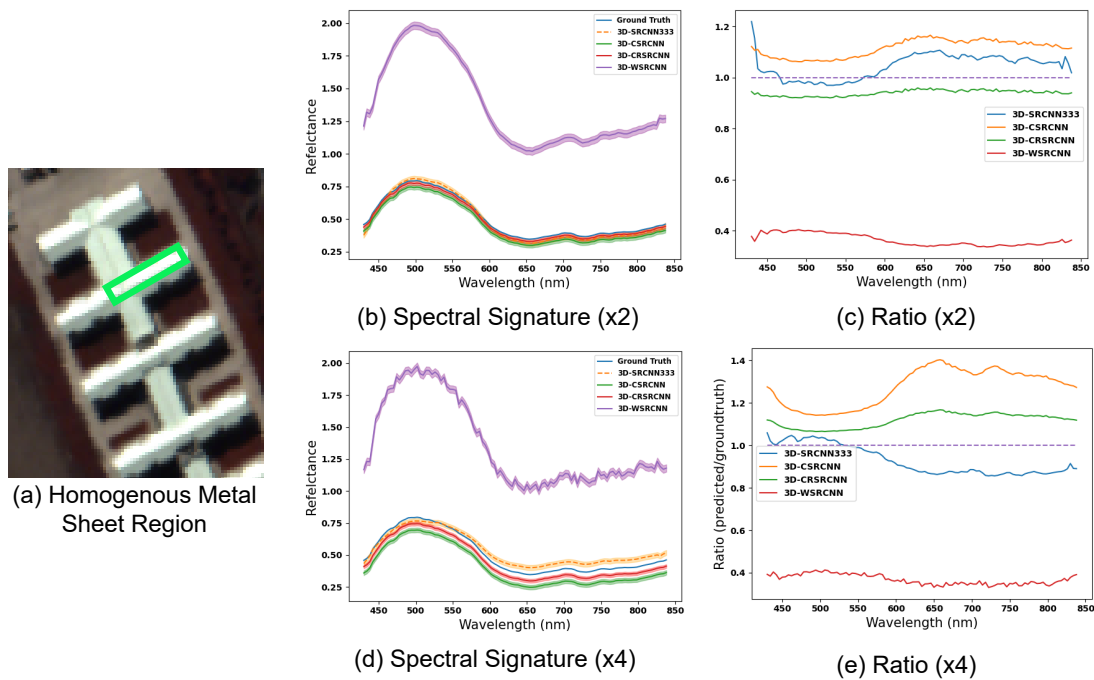 2.00
1.75
1.50
1.25
1.00
0.75
0.50
0.25
Refelctance
Ground Truth
3D-SRCNN333
3D-CSRCNN
3D-CRSRCNN
3D-WSRCNN
450 500 550 600 650 700 750 800 850
Wavelength (nm)
(b) Spectral Signature (x2)
1.2
1.0
0.8
0.6
0.4
3D-SRCNN333
3D-CSRCNN
3D-CRSRCNN
3D-WSRCNN
450 500 550 600 650 700 750 800 850
Wavelength (nm)
(c) Ratio (x2)
(a) Homogenous Metal
Sheet Region
2.00
1.75
1.50
1.25
1.00
0.75
0.50
0.25
Refelctance
Ground Truth
3D-SRCNN333
3D-CSRCNN
3D-CRSRCNN
3D-WSRCNN
450 500 550 600 650 700 750 800 850
Wavelength (nm)
(d) Spectral Signature (x4)
1.4
1.2
1.0
0.8
0.6
0.4
Ratio (predicted/groundtruth)
3D-SRCNN333
3D-CSRCNN
3D-CRSRCNN
3D-WSRCNN
450 500 550 600 650 700 750 800 850
Wavelength (nm)
(e) Ratio (x4)